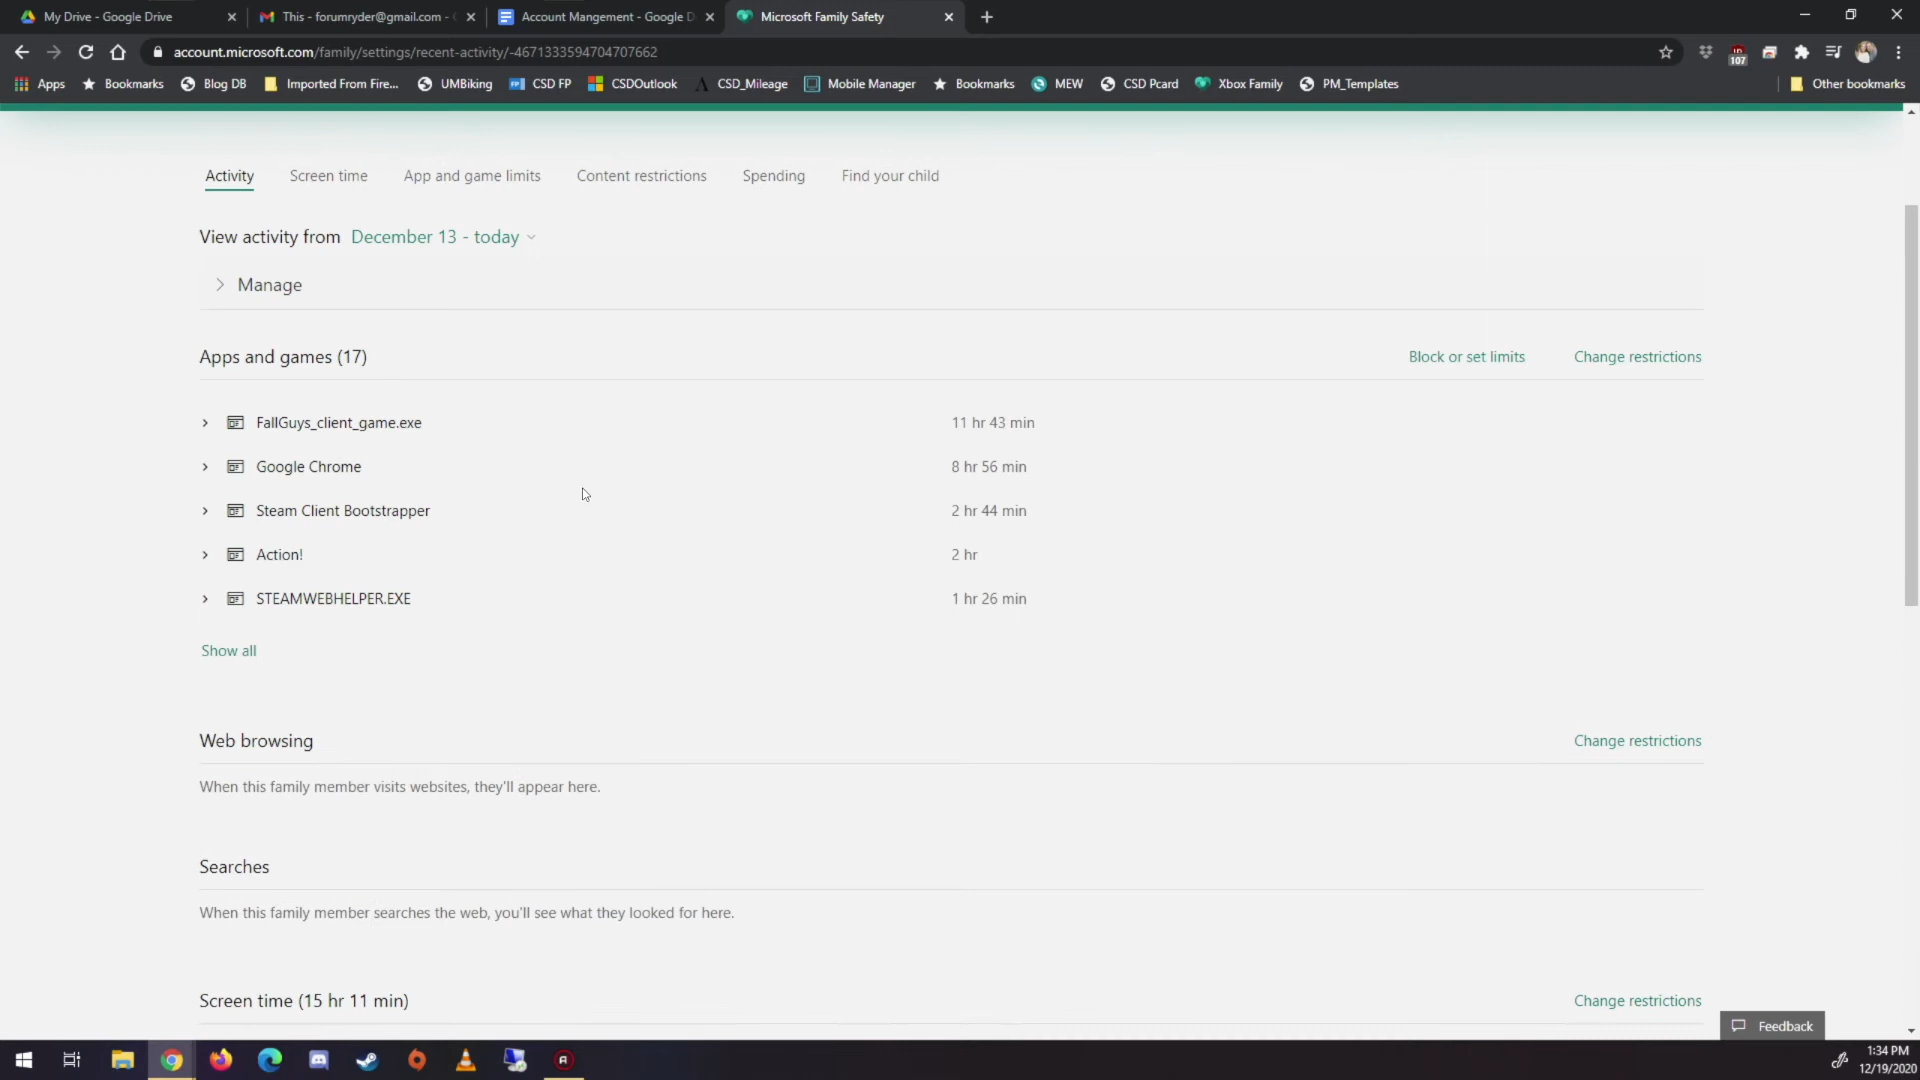 My Drive - Google Drive
This - forumryder@gmail.com -
Account Mangement - Google D
Microsoft Family Safety
account.microsoft.com/family/settings/recent-activity/-4671333594704707662
107
Apps
Bookmarks
Blog DB
Imported From Fire...
UMBiking
CSD FP
CSDOutlook
CSD_Mileage
Mobile Manager
Bookmarks
MEW
CSD Pcard
Xbox Family
PM_Templates
Other bookmarks
Activity
Screen time
App and game limits
Content restrictions
Spending
Find your child
View activity from December 13 - today
Manage
Apps and games (17)
Block or set limits
Change restrictions
FallGuys_client_game.exe 11 hr 43 min
Google Chrome 8 hr 56 min
Steam Client Bootstrapper 2 hr 44 min
Action! 2 hr
STEAMWEBHELPER.EXE 1 hr 26 min
Show all
Web browsing
Change restrictions
When this family member visits websites, they'll appear here.
Searches
When this family member searches the web, you'll see what they looked for here.
Screen time (15 hr 11 min)
Change restrictions
Feedback
1:34 PM
12/19/2020